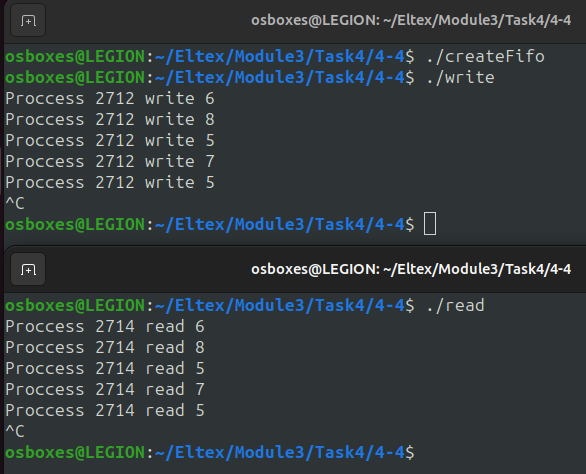 osboxes@LEGION: ~/Eltex/Module3/Task4/4-4
osboxes@LEGION:~/Eltex/Module3/Task4/4-4$ ./createFifo
osboxes@LEGION:~/Eltex/Module3/Task4/4-4$ ./write
Proccess 2712 write 6
Proccess 2712 write 8
Proccess 2712 write 5
Proccess 2712 write 7
Proccess 2712 write 5
^C
osboxes@LEGION:~/Eltex/Module3/Task4/4-4$
osboxes@LEGION: ~/Eltex/Module3/Task4/4-4
osboxes@LEGION:~/Eltex/Module3/Task4/4-4$ ./read
Proccess 2714 read 6
Proccess 2714 read 8
Proccess 2714 read 5
Proccess 2714 read 7
Proccess 2714 read 5
^C
osboxes@LEGION:~/Eltex/Module3/Task4/4-4$